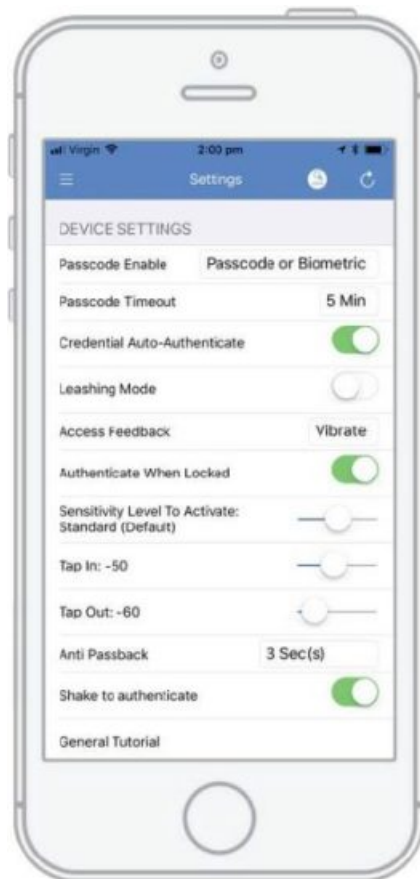 Virgin 2:00 pm
Settings
DEVICE SETTINGS
Passcode Enable Passcode or Biometric
Passcode Timeout 5 Min
Credential Auto-Authenticate
Leashing Mode
Access Feedback Vibrate
Authenticate When Locked
Sensitivity Level To Activate:
Standard (Default)
Tap In: -50
Tap Out: -60
Anti Passback 3 Sec(s)
Shake to authenticate
General Tutorial